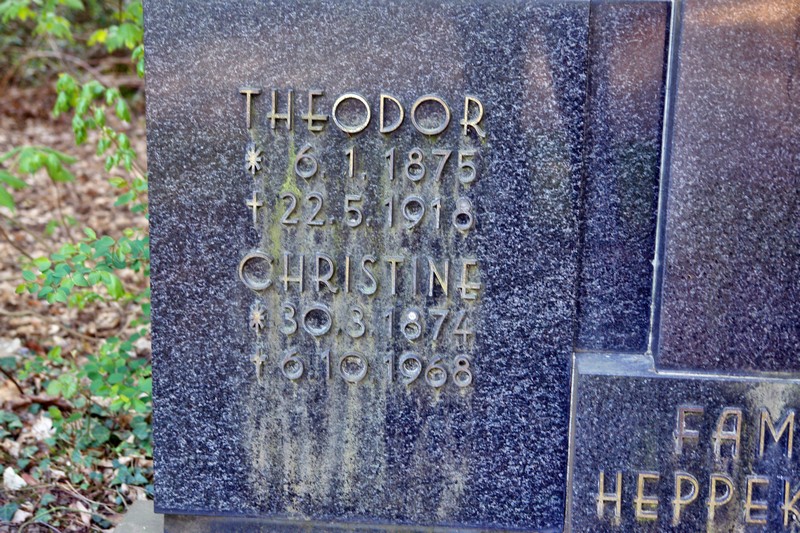 THEODOR
* 6. 1. 1875
† 22. 5. 1918
CHRISTINE
* 30. 3. 1874
† 6. 10. 1968